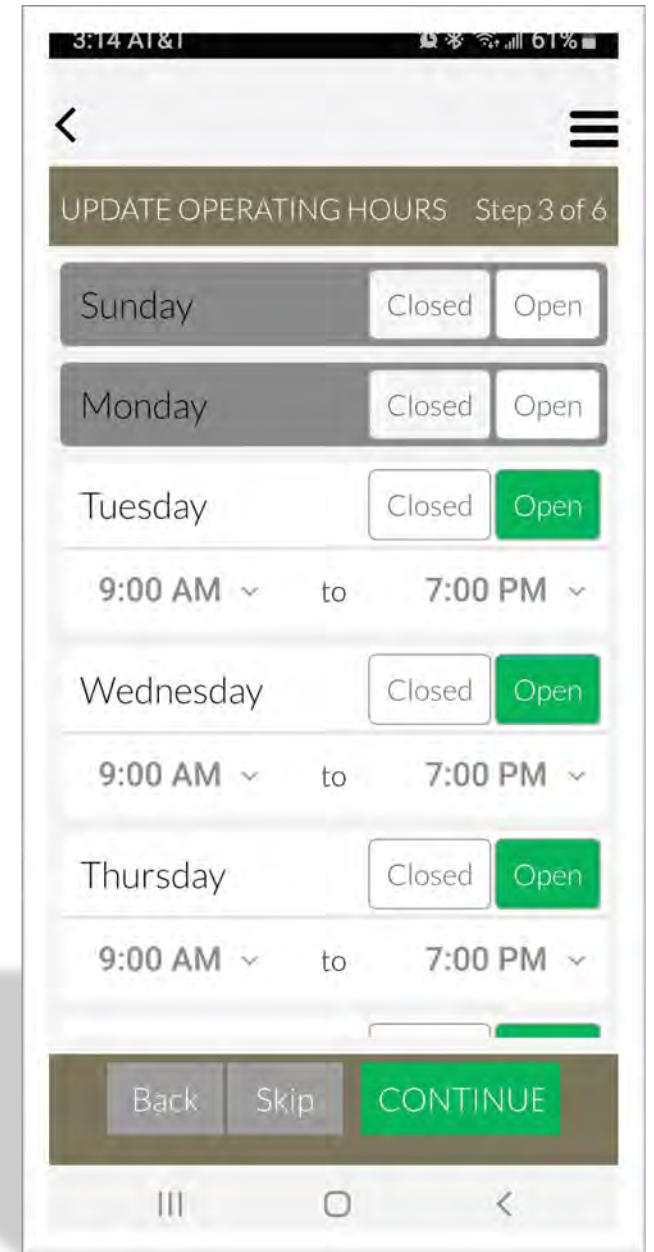 3:14 AT&T 61%
UPDATE OPERATING HOURS Step 3 of 6
Sunday Closed Open
Monday Closed Open
Tuesday Closed Open
9:00 AM to 7:00 PM
Wednesday Closed Open
9:00 AM to 7:00 PM
Thursday Closed Open
9:00 AM to 7:00 PM
Back Skip CONTINUE